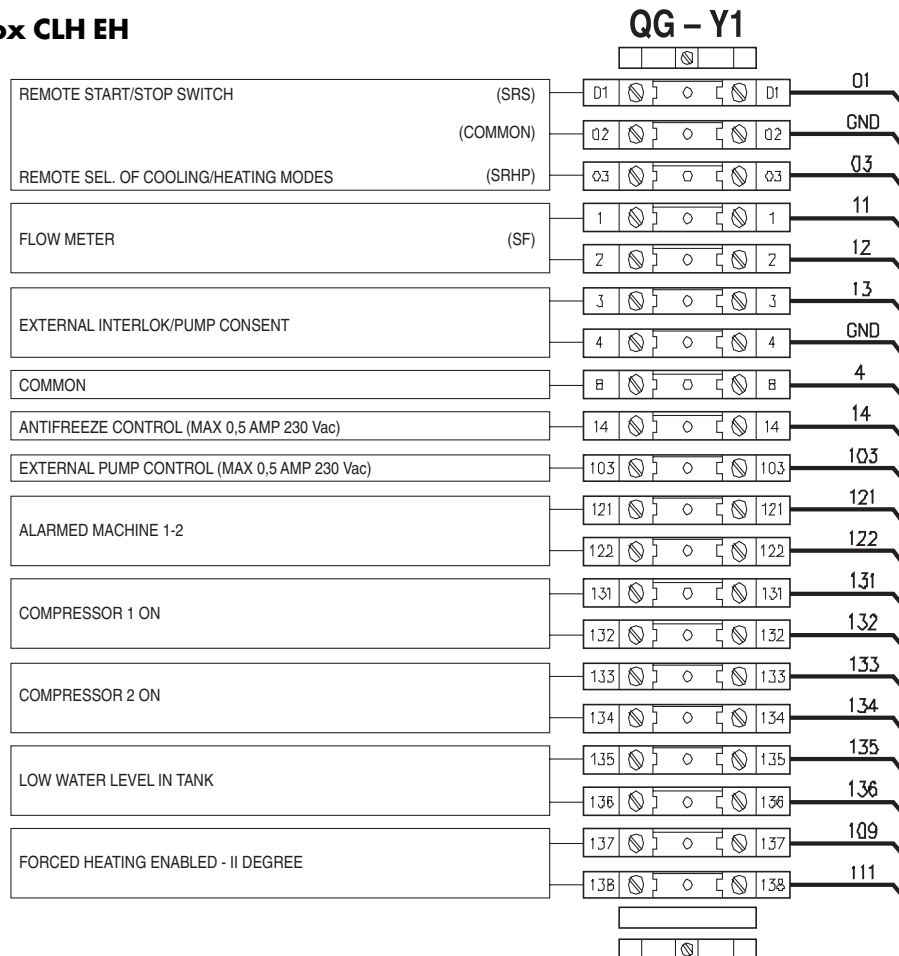 ox CLH EH
QG – Y1
REMOTE START/STOP SWITCH (SRS) 01 01 01
(COMMON) 02 02 GND
REMOTE SEL. OF COOLING/HEATING MODES (SRHP) 03 03 03
1 1 11
FLOW METER (SF)
2 2 12
3 3 13
EXTERNAL INTERLOK/PUMP CONSENT
4 4 GND
COMMON 8 8 4
ANTIFREEZE CONTROL (MAX 0,5 AMP 230 Vac) 14 14 14
EXTERNAL PUMP CONTROL (MAX 0,5 AMP 230 Vac) 103 103 103
121 121 121
ALARMED MACHINE 1-2
122 122 122
131 131 131
COMPRESSOR 1 ON
132 132 132
133 133 133
COMPRESSOR 2 ON
134 134 134
135 135 135
LOW WATER LEVEL IN TANK
136 136 136
137 137 109
FORCED HEATING ENABLED - II DEGREE
138 138 111